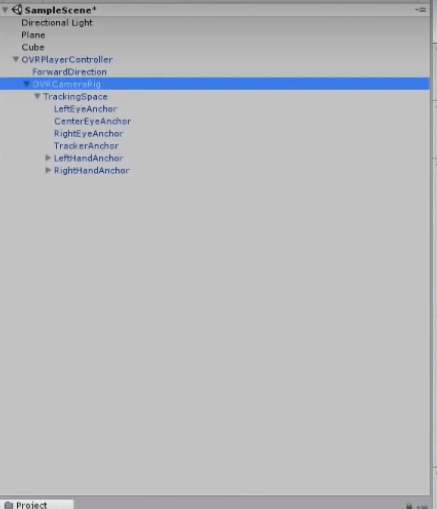 SampleScene*
Directional Light
Plane
Cube
OVRPlayerController
ForwardDirection
OVRCameraRig
TrackingSpace
LeftEyeAnchor
CenterEyeAnchor
RightEyeAnchor
TrackerAnchor
LeftHandAnchor
RightHandAnchor
Project